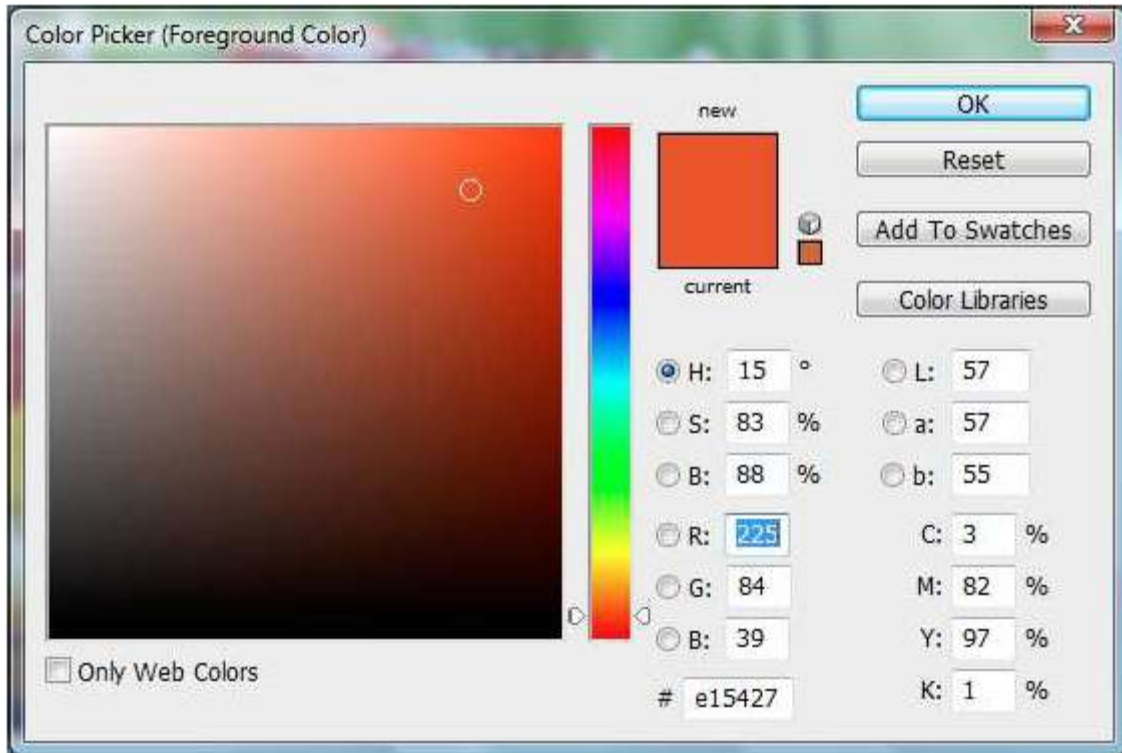 Color Picker (Foreground Color)
new
current
OK
Reset
Add To Swatches
Color Libraries
H: 15 °
S: 83 %
B: 88 %
R: 225
G: 84
B: 39
# e15427
L: 57
a: 57
b: 55
C: 3 %
M: 82 %
Y: 97 %
K: 1 %
Only Web Colors